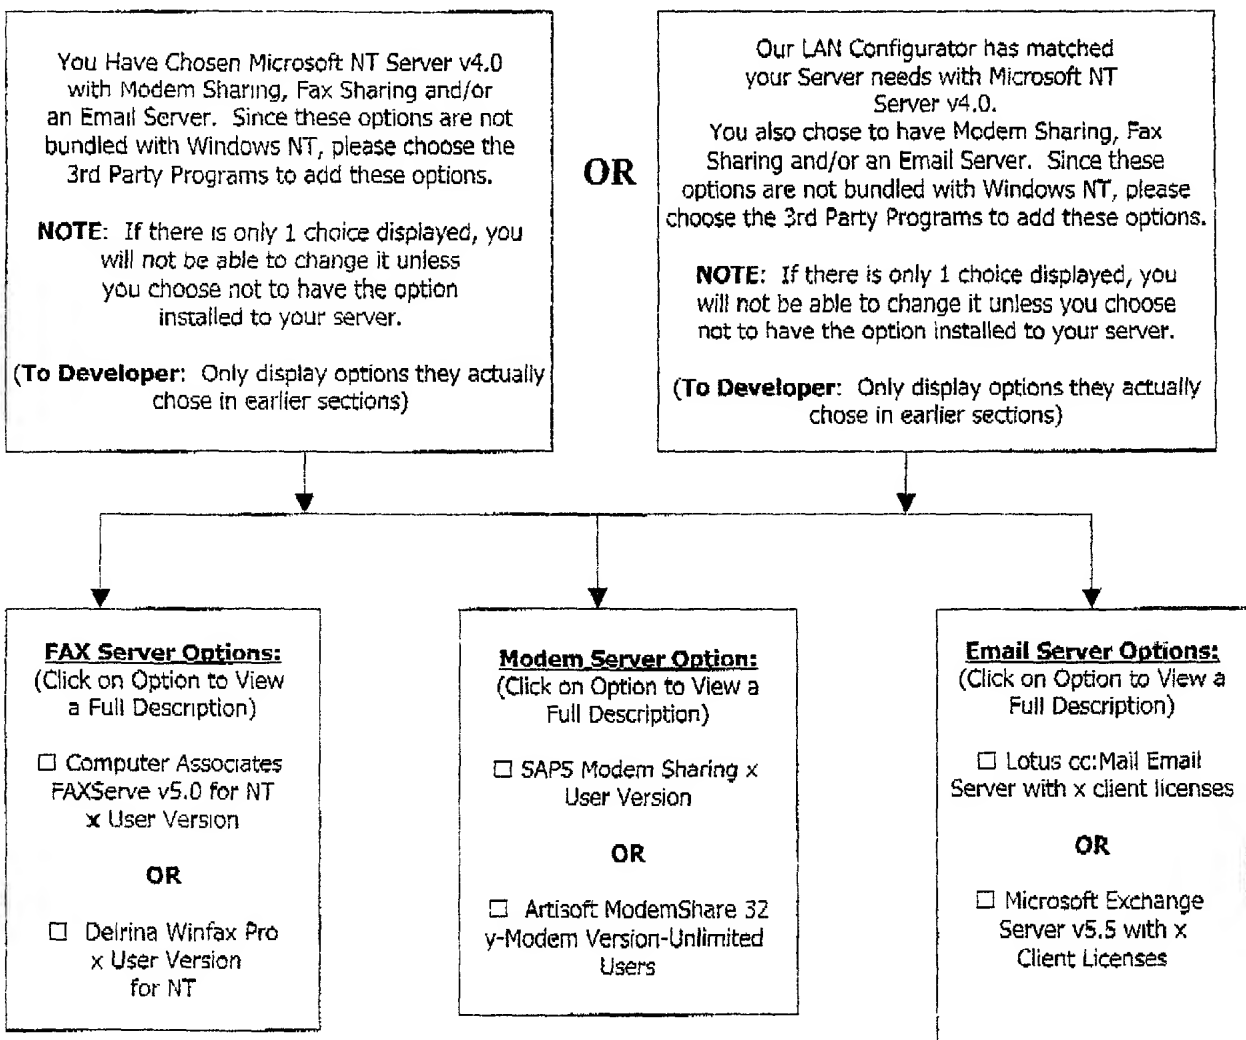 You Have Chosen Microsoft NT Server v4.0
with Modem Sharing, Fax Sharing and/or
an Email Server. Since these options are not
bundled with Windows NT, please choose the
3rd Party Programs to add these options.
NOTE: If there is only 1 choice displayed, you
will not be able to change it unless
you choose not to have the option
installed to your server.
(To Developer: Only display options they actually
chose in earlier sections)
OR
Our LAN Configurator has matched
your Server needs with Microsoft NT
Server v4.0.
You also chose to have Modem Sharing, Fax
Sharing and/or an Email Server. Since these
options are not bundled with Windows NT, please
choose the 3rd Party Programs to add these options.
NOTE: If there is only 1 choice displayed, you
will not be able to change it unless you choose
not to have the option installed to your server.
(To Developer: Only display options they actually
chose in earlier sections)
FAX Server Options:
(Click on Option to View
a Full Description)
☐ Computer Associates
FAXServe v5.0 for NT
x User Version
OR
☐ Delrina Winfax Pro
x User Version
for NT
Modem Server Option:
(Click on Option to View a
Full Description)
☐ SAPS Modem Sharing x
User Version
OR
☐ Artisoft ModemShare 32
y-Modem Version-Unlimited
Users
Email Server Options:
(Click on Option to View a
Full Description)
☐ Lotus cc:Mail Email
Server with x client licenses
OR
☐ Microsoft Exchange
Server v5.5 with x
Client Licenses